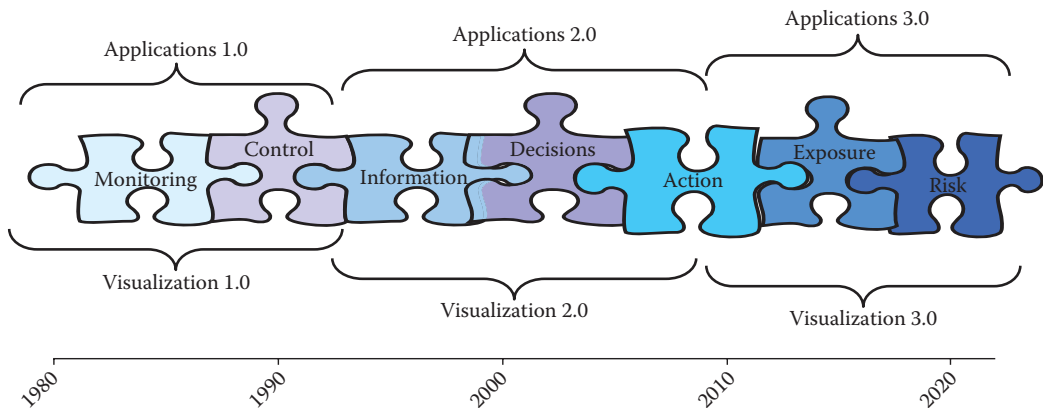 Applications 1.0
Applications 2.0
Applications 3.0
Monitoring
Control
Information
Decisions
Action
Exposure
Risk
Visualization 1.0
Visualization 2.0
Visualization 3.0
1980
1990
2000
2010
2020